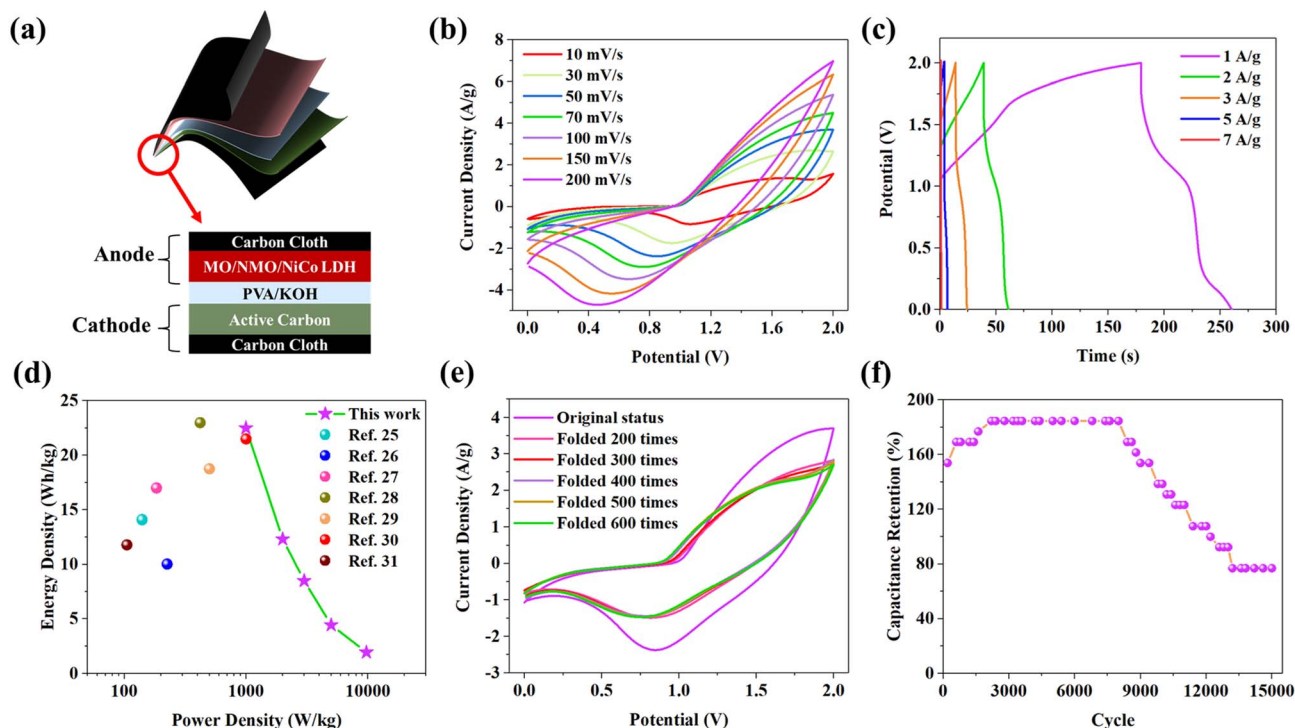 (a)
Anode
Cathode
Carbon Cloth
MO/NMO/NiCo LDH
PVA/KOH
Active Carbon
Carbon Cloth
(b)
Current Density (A/g)
8
6
4
2
0
-2
-4
10 mV/s
30 mV/s
50 mV/s
70 mV/s
100 mV/s
150 mV/s
200 mV/s
0.0 0.4 0.8 1.2 1.6 2.0
Potential (V)
(c)
Potential (V)
2.0
1.5
1.0
0.5
0.0
1 A/g
2 A/g
3 A/g
5 A/g
7 A/g
0 50 100 150 200 250 300
Time (s)
(d)
Energy Density (Wh/kg)
25
20
15
10
5
0
This work
Ref. 25
Ref. 26
Ref. 27
Ref. 28
Ref. 29
Ref. 30
Ref. 31
100 1000 10000
Power Density (W/kg)
(e)
Current Density (A/g)
4
3
2
1
0
-1
-2
-3
Original status
Folded 200 times
Folded 300 times
Folded 400 times
Folded 500 times
Folded 600 times
0.0 0.5 1.0 1.5 2.0
Potential (V)
(f)
Capacitance Retention (%)
200
160
120
80
40
0
0 3000 6000 9000 12000 15000
Cycle